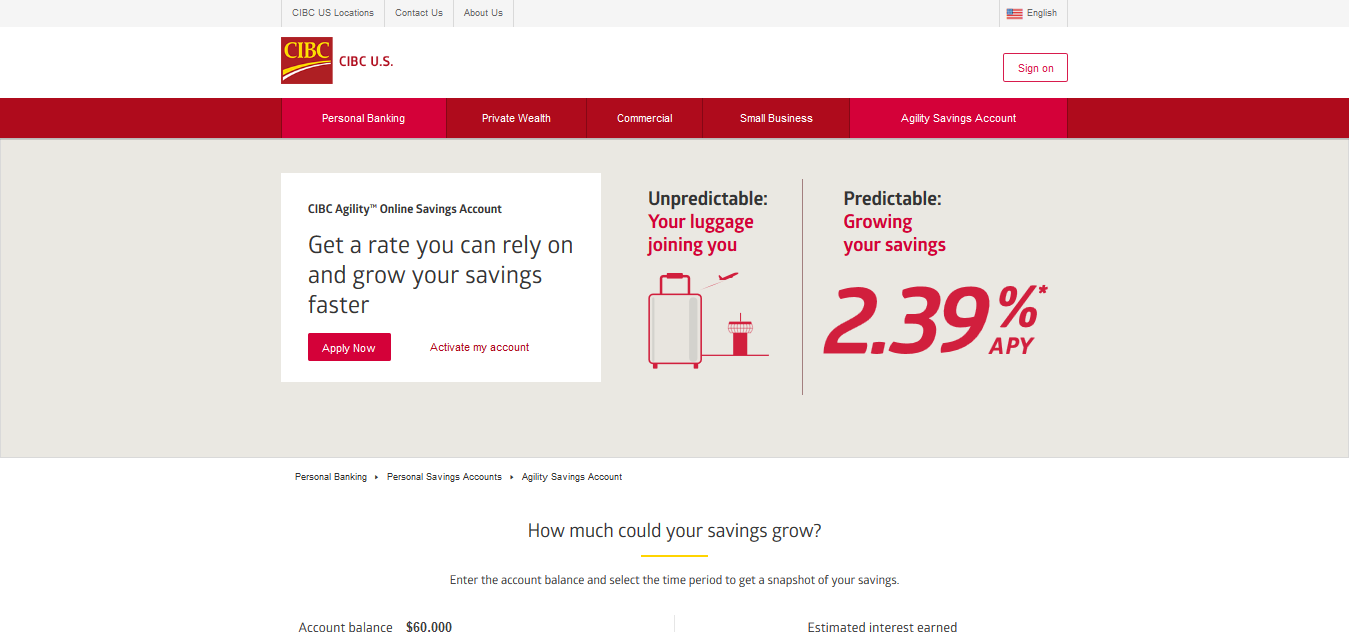 CIBC US Locations
Contact Us
About Us
English
CIBC
CIBC U.S.
Sign on
Personal Banking
Private Wealth
Commercial
Small Business
Agility Savings Account
CIBC Agility™ Online Savings Account
Get a rate you can rely on
and grow your savings
faster
Apply Now
Activate my account
Unpredictable:
Your luggage
joining you
Predictable:
Growing
your savings
2.39%*
APY
Personal Banking
Personal Savings Accounts
Agility Savings Account
How much could your savings grow?
Enter the account balance and select the time period to get a snapshot of your savings.
Account balance $60.000
Estimated interest earned